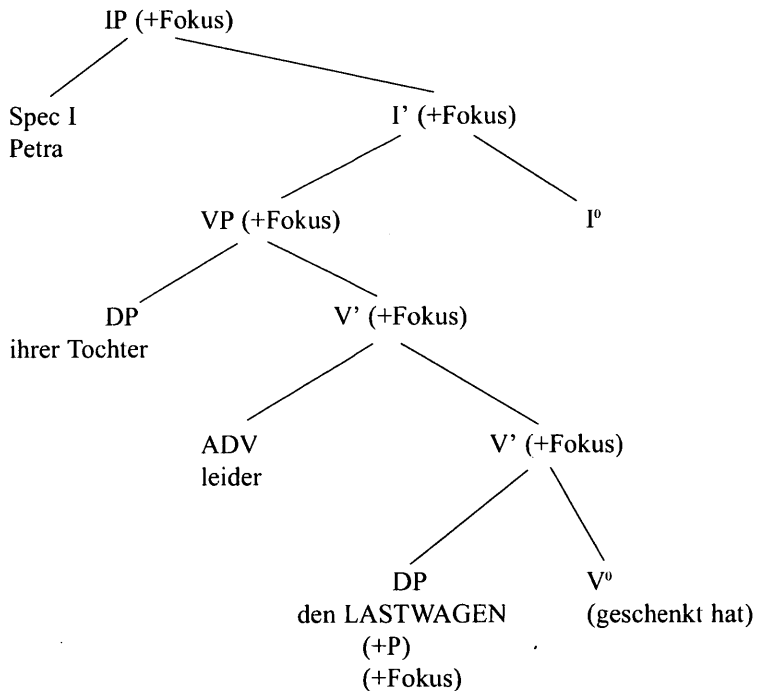 IP (+Fokus)
Spec I
Petra
I’ (+Fokus)
VP (+Fokus)
I⁰
DP
ihrer Tochter
V’ (+Fokus)
ADV
leider
V’ (+Fokus)
DP
den LASTWAGEN
(+P)
(+Fokus)
V⁰
(geschenkt hat)